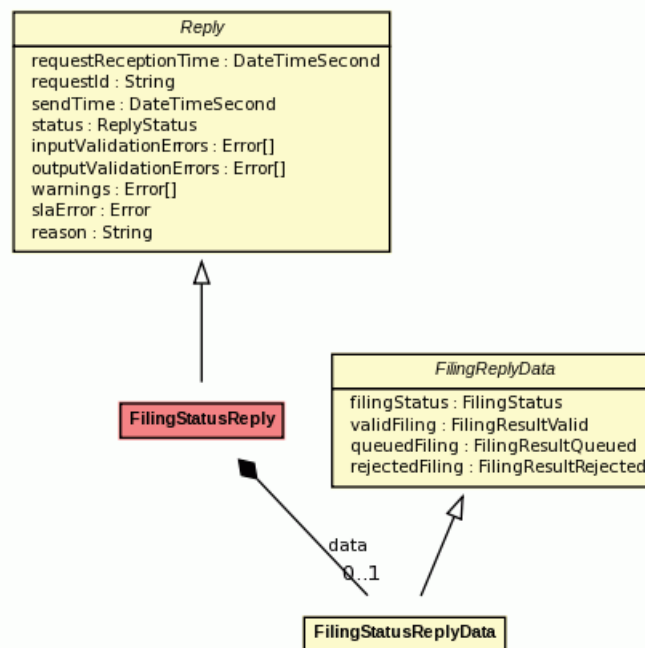 Reply
requestReceptionTime : DateTimeSecond
requestId : String
sendTime : DateTimeSecond
status : ReplyStatus
inputValidationErrors : Error[]
outputValidationErrors : Error[]
warnings : Error[]
slaError : Error
reason : String
FilingReplyData
filingStatus : FilingStatus
validFiling : FilingResultValid
queuedFiling : FilingResultQueued
rejectedFiling : FilingResultRejected
FilingStatusReply
data
0..1
FilingStatusReplyData